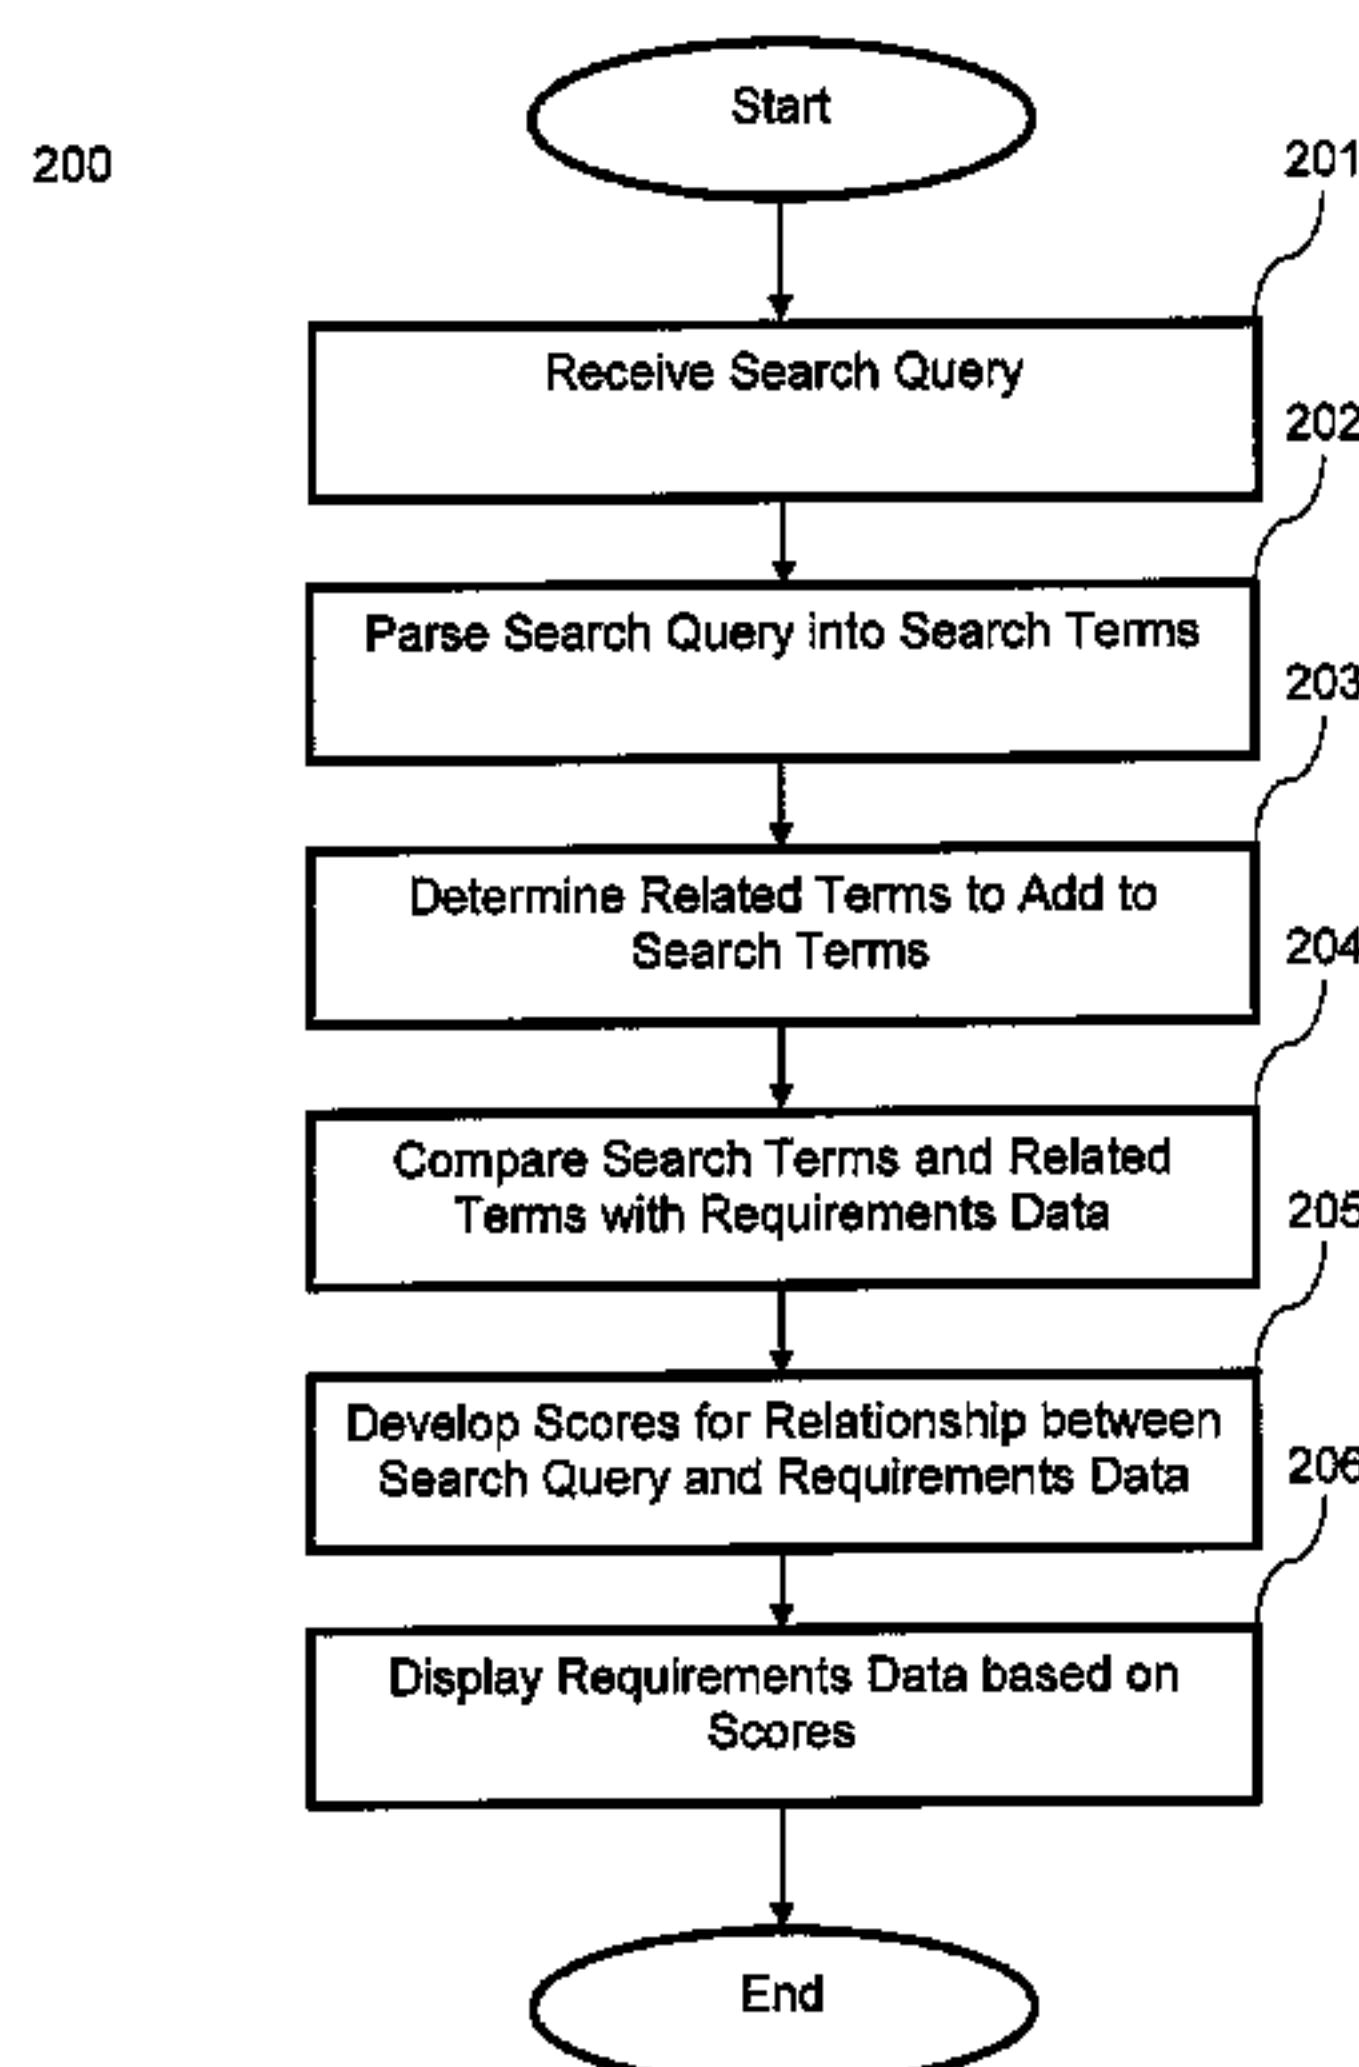 Start
200
201
Receive Search Query
202
Parse Search Query into Search Terms
203
Determine Related Terms to Add to
Search Terms
204
Compare Search Terms and Related
Terms with Requirements Data
205
Develop Scores for Relationship between
Search Query and Requirements Data
206
Display Requirements Data based on
Scores
End